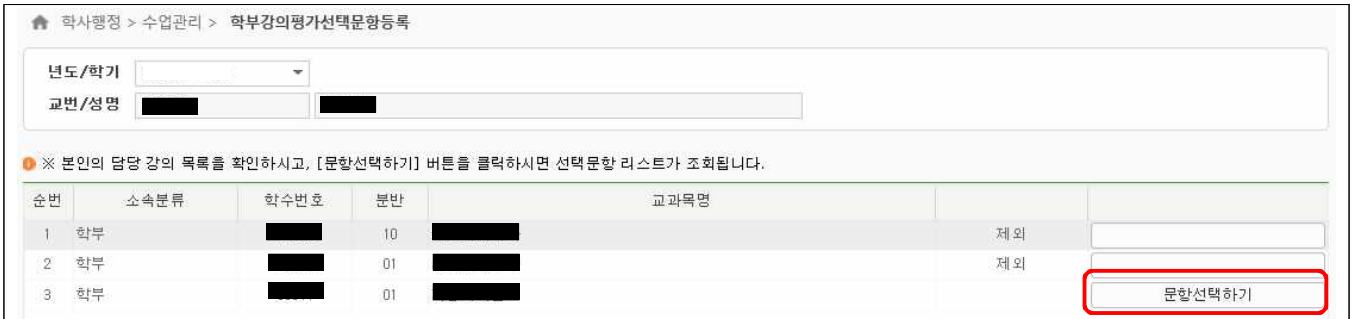 학사행정 > 수업관리 > 학부강의평가선택문항등록
년도/학기
교번/성명
※ 본인의 담당 강의 목록을 확인하시고, [문항선택하기] 버튼을 클릭하시면 선택문항 리스트가 조회됩니다.
순번 소속분류 학수번호 분반 교과목명
1 학부 10 제외
2 학부 01 제외
3 학부 01 문항선택하기